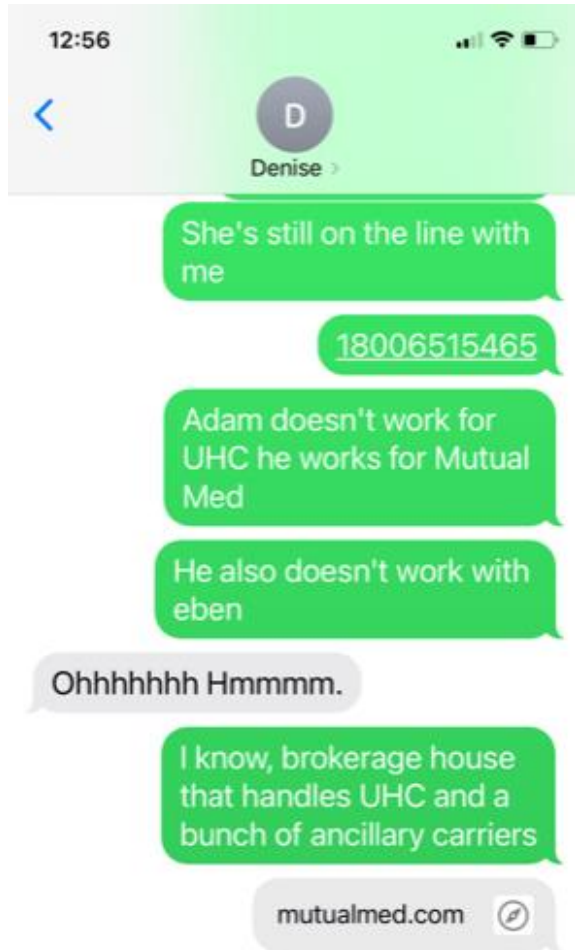 12:56
D
Denise
She's still on the line with
me
18006515465
Adam doesn't work for
UHC he works for Mutual
Med
He also doesn't work with
eben
Ohhhhhhh Hmmmm.
I know, brokerage house
that handles UHC and a
bunch of ancillary carriers
mutualmed.com